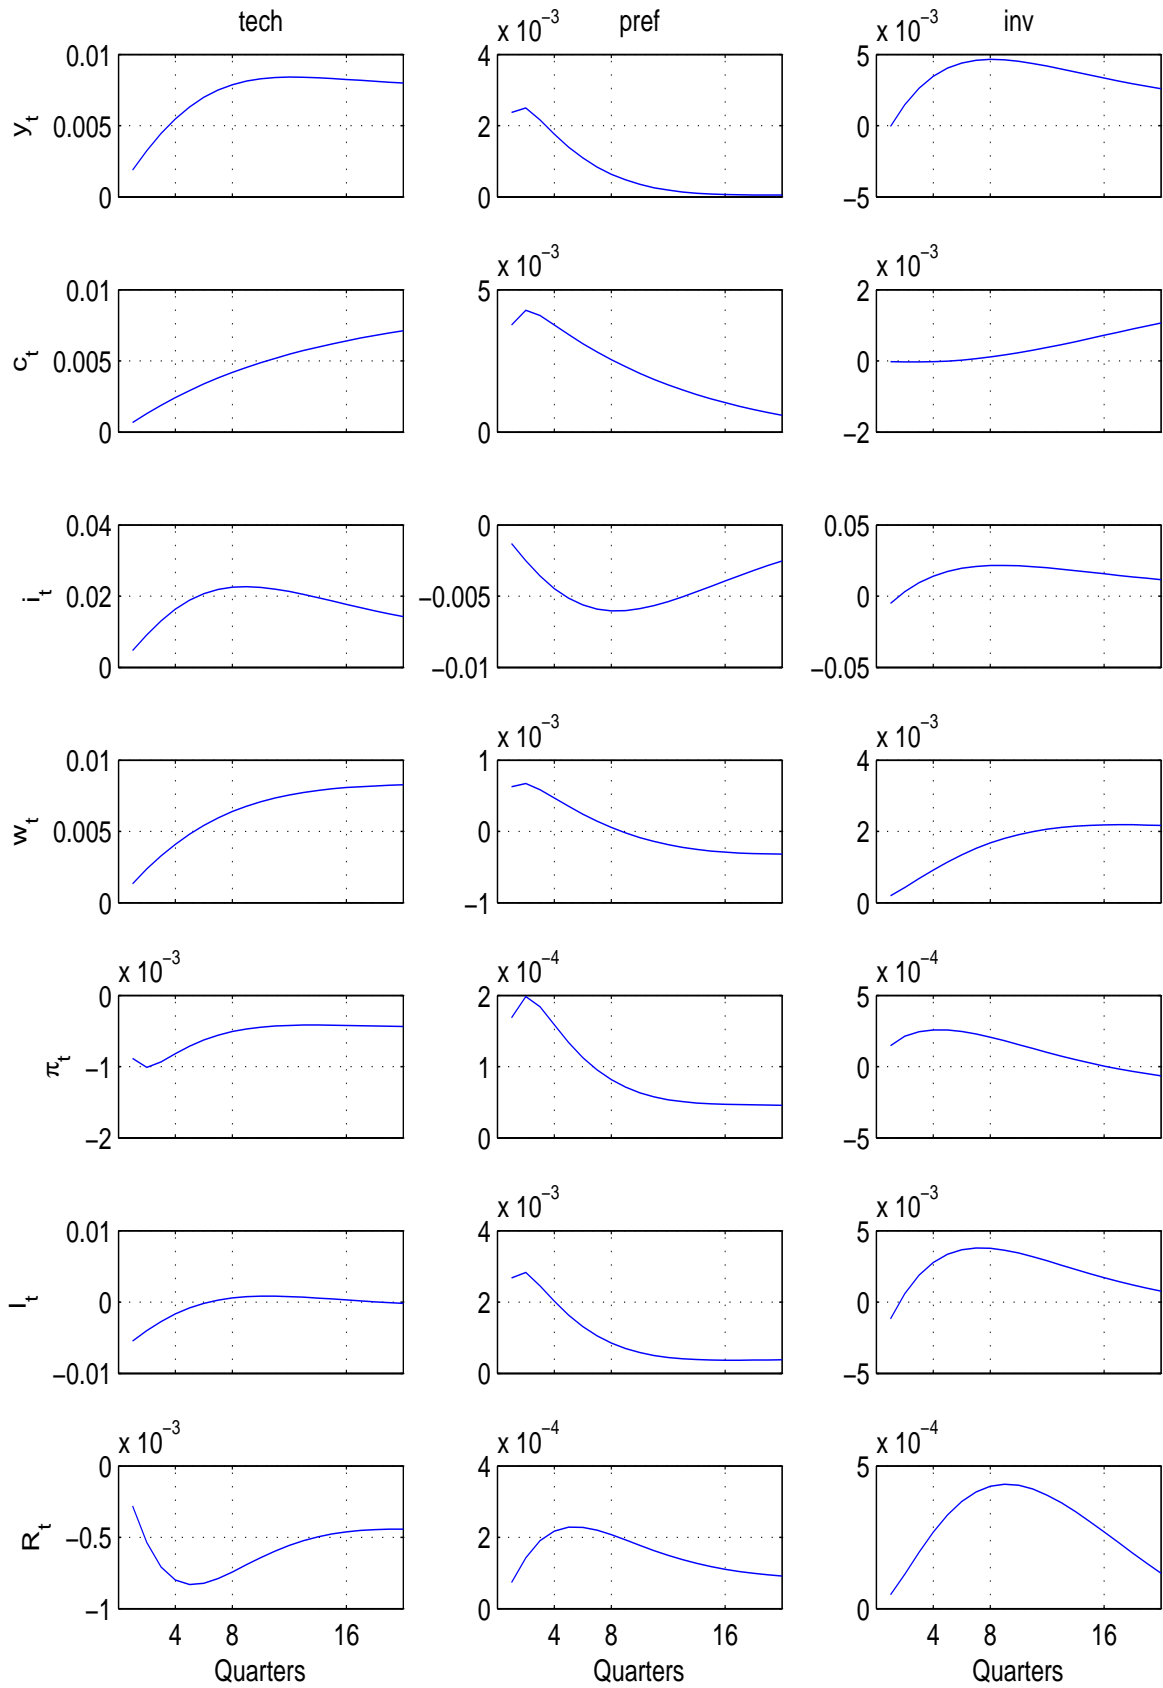 tech pref inv
x 10^−3 x 10^−3
0.01 4 5
y_t 0.005 2 0
0 0 −5
x 10^−3 x 10^−3
0.01 5 2
c_t 0.005 0
0 0 −2
0.04 0 0.05
i_t 0.02 −0.005 0
0 −0.01 −0.05
x 10^−3 x 10^−3
0.01 1 4
w_t 0.005 0 2
0 −1 0
x 10^−3 x 10^−4 x 10^−4
0 2 5
π_t −1 1 0
−2 0 −5
x 10^−3 x 10^−3
0.01 4 5
l_t 0 2 0
−0.01 0 −5
x 10^−3 x 10^−4 x 10^−4
0 4 5
R_t −0.5 2
−1 0 0
4 8 16 4 8 16 4 8 16
Quarters Quarters Quarters